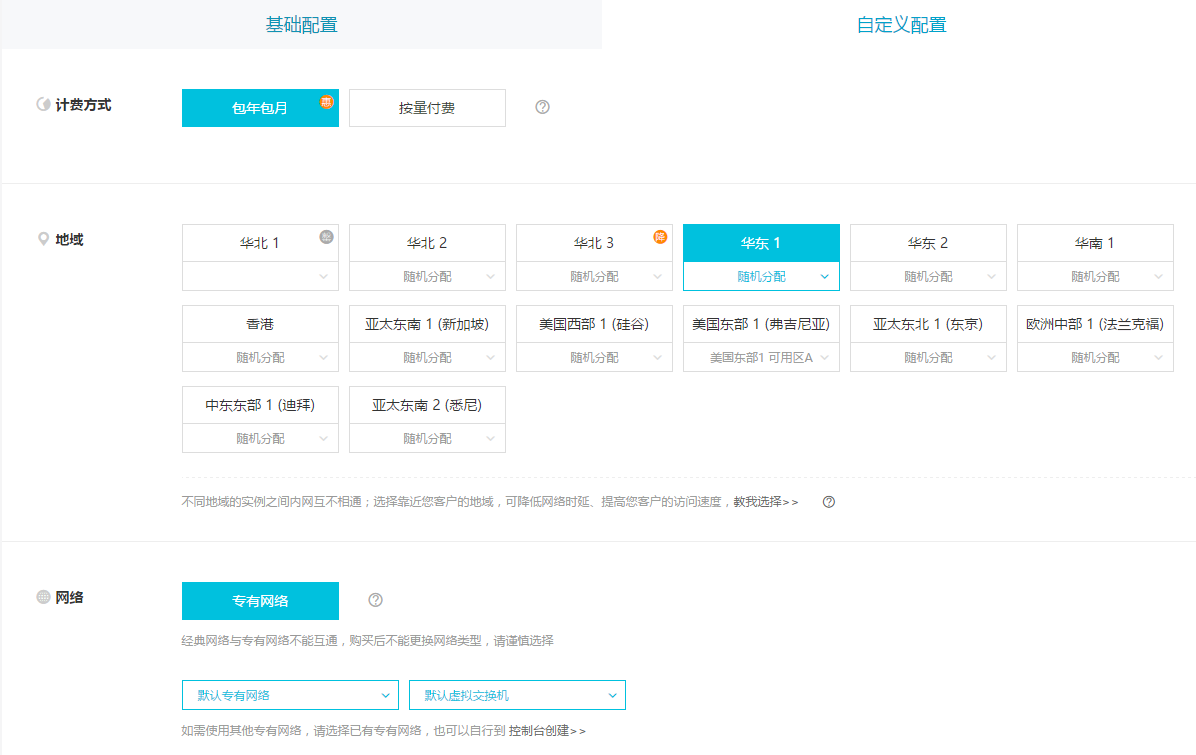 基础配置 自定义配置
计费方式 包年包月 惠 按量付费
地域 华北 1 华北 2 华北 3 降 华东 1 华东 2 华南 1
随机分配 随机分配 随机分配 随机分配 随机分配
香港 亚太东南 1 (新加坡) 美国西部 1 (硅谷) 美国东部 1 (弗吉尼亚) 亚太东北 1 (东京) 欧洲中部 1 (法兰克福)
随机分配 随机分配 随机分配 美国东部1 可用区A 随机分配 随机分配
中东东部 1 (迪拜) 亚太东南 2 (悉尼)
随机分配 随机分配
不同地域的实例之间内网互不相通；选择靠近您客户的地域，可降低网络时延、提高您客户的访问速度，教我选择>>
网络 专有网络
经典网络与专有网络不能互通，购买后不能更换网络类型，请谨慎选择
默认专有网络 默认虚拟交换机
如需使用其他专有网络，请选择已有专有网络，也可以自行到 控制台创建>>